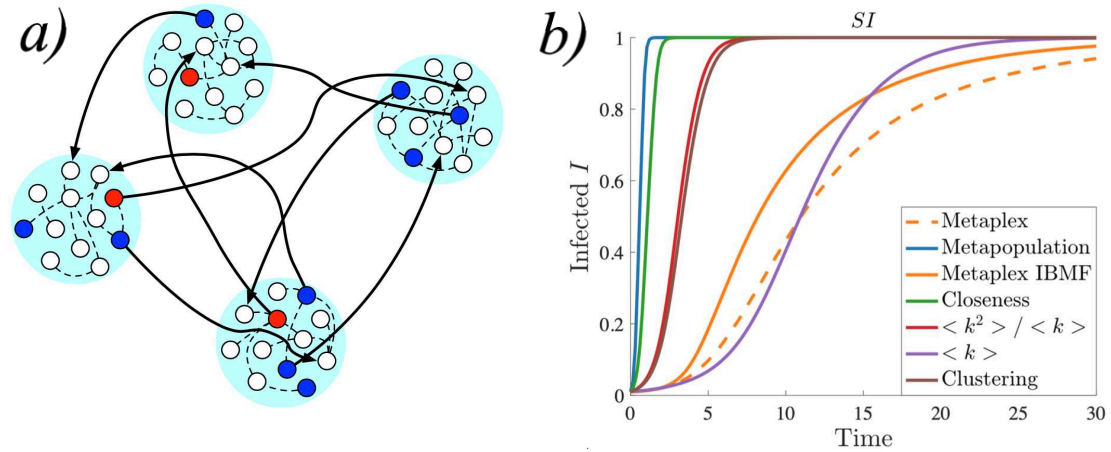 a)
b)
SI
Infected I
1
0.8
0.6
0.4
0.2
0
0
5
10
15
20
25
30
Time
Metaplex
Metapopulation
Metaplex IBMF
Closeness
< k² > / < k >
< k >
Clustering